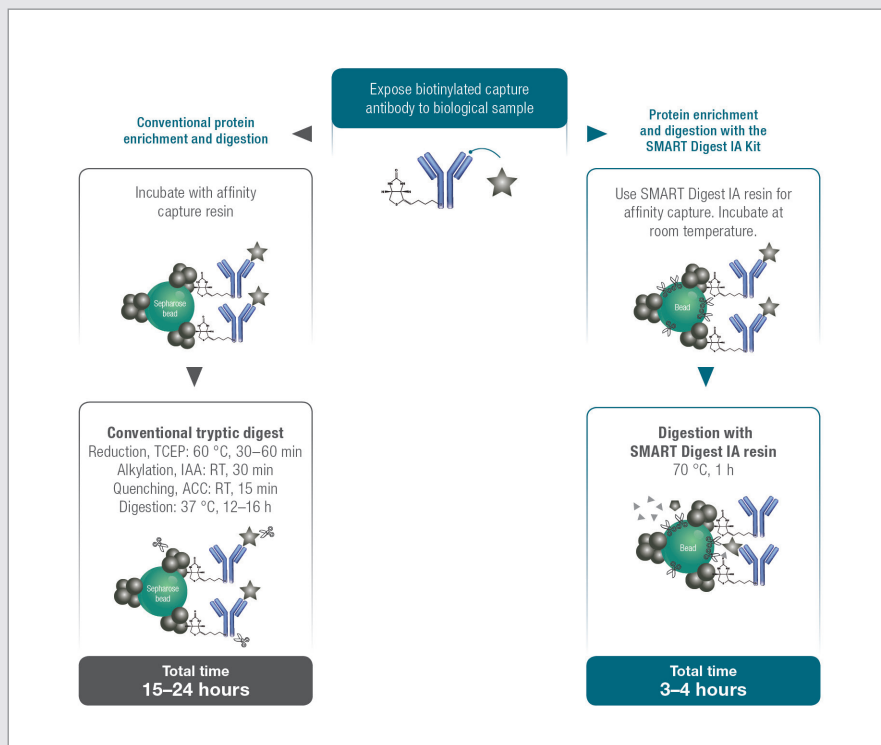 Expose biotinylated capture
antibody to biological sample
Conventional protein
enrichment and digestion
Protein enrichment
and digestion with the
SMART Digest IA Kit
Incubate with affinity
capture resin
Sepharose
bead
Use SMART Digest IA resin for
affinity capture. Incubate at
room temperature.
Bead
Conventional tryptic digest
Reduction, TCEP: 60 °C, 30–60 min
Alkylation, IAA: RT, 30 min
Quenching, ACC: RT, 15 min
Digestion: 37 °C, 12–16 h
Sepharose
bead
Total time
15–24 hours
Digestion with
SMART Digest IA resin
70 °C, 1 h
Bead
Total time
3–4 hours